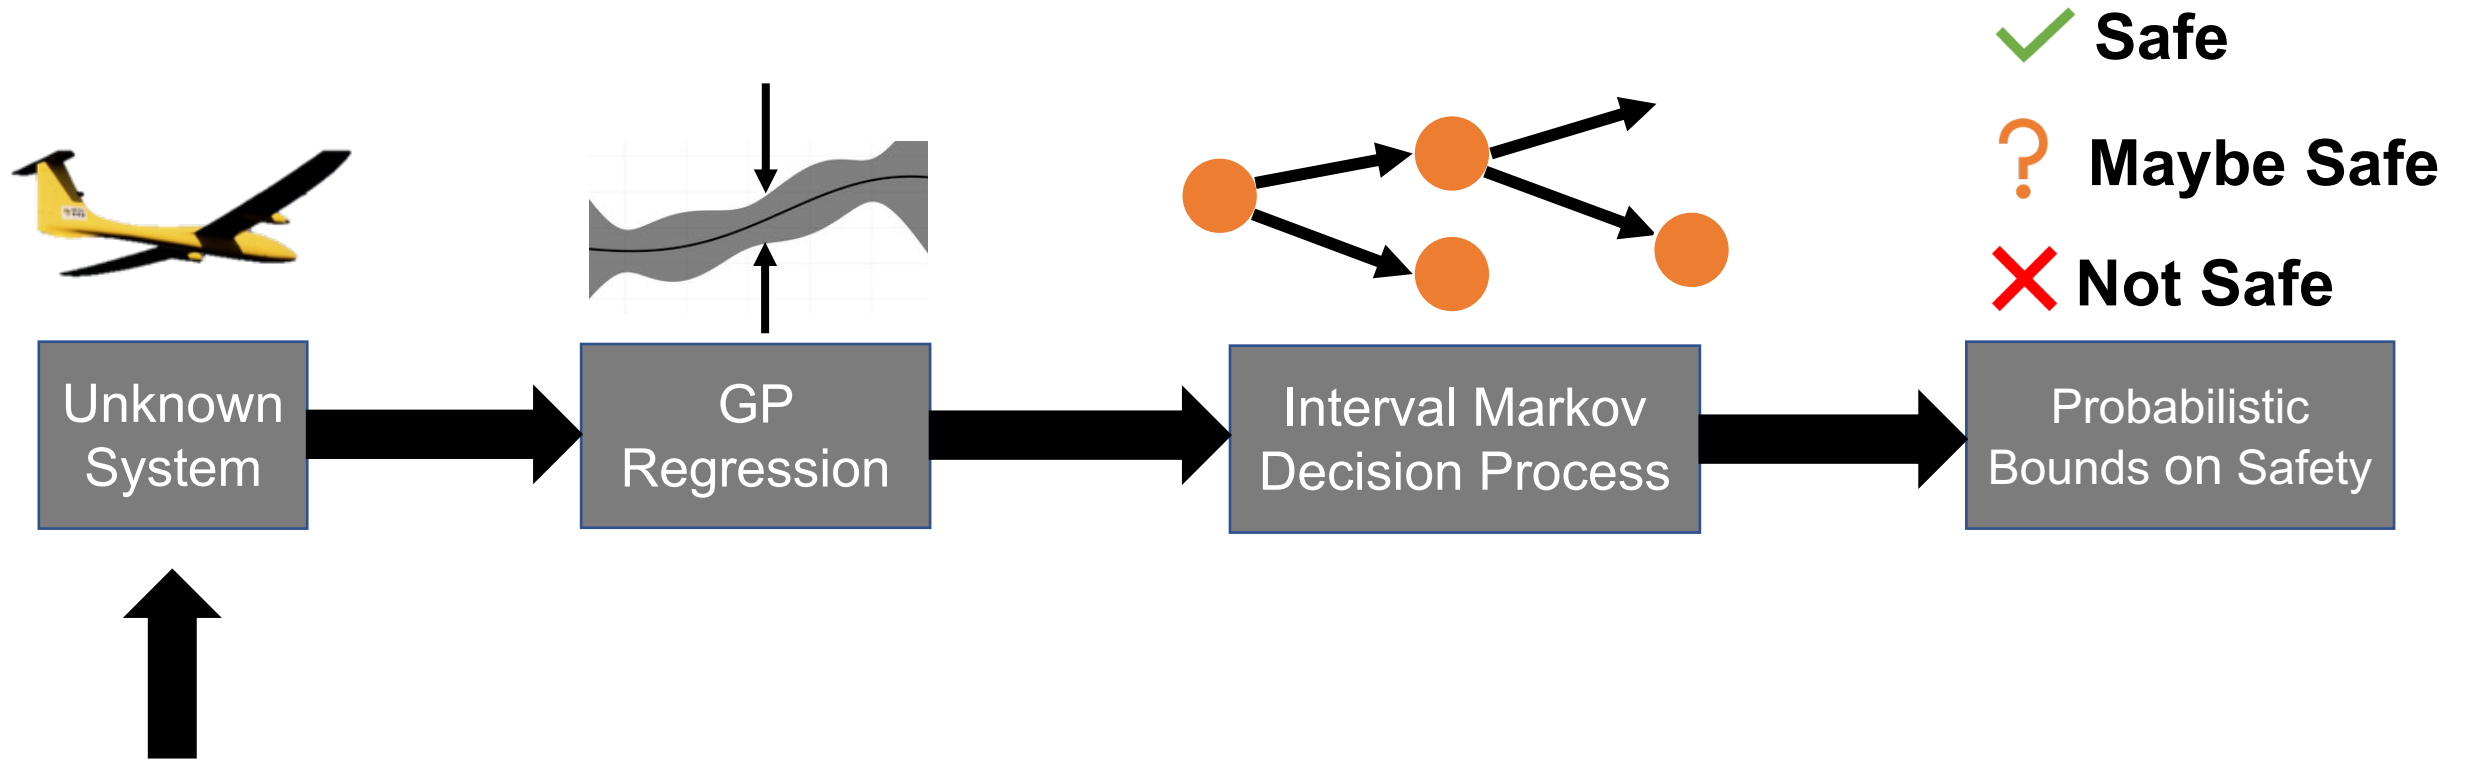 Safe
Maybe Safe
Not Safe
Unknown
System
GP
Regression
Interval Markov
Decision Process
Probabilistic
Bounds on Safety